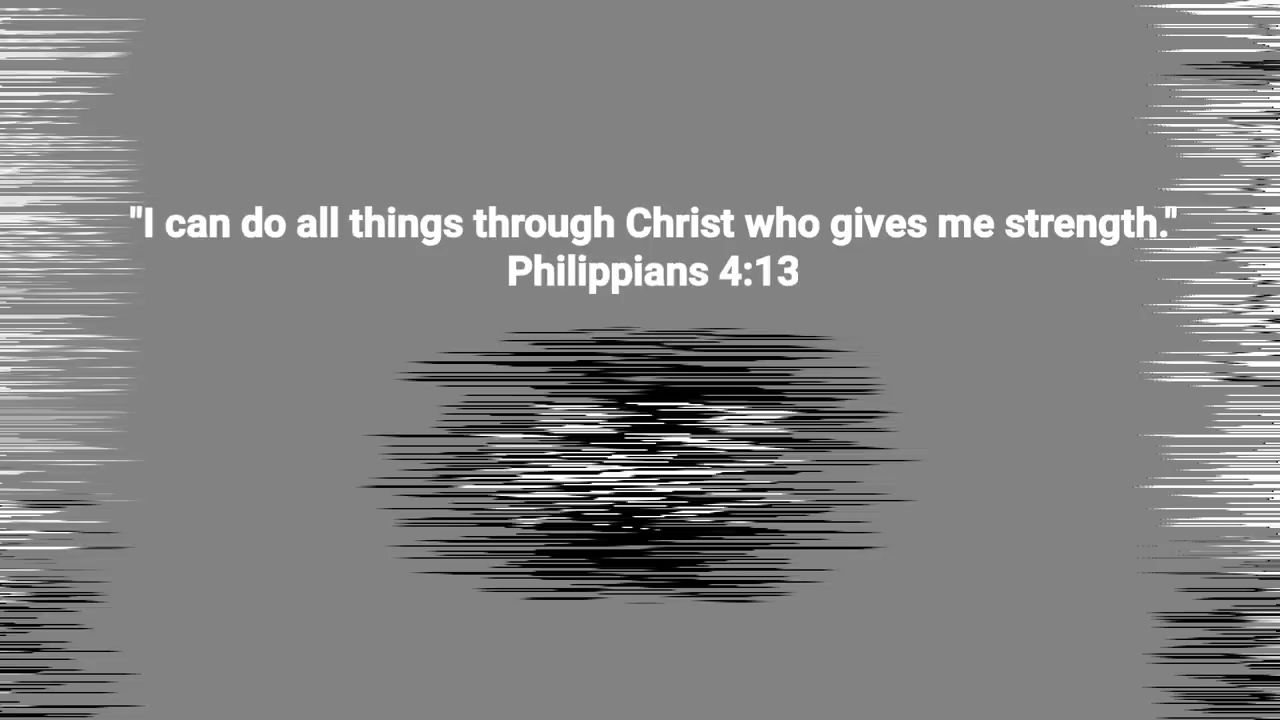 "I can do all things through Christ who gives me strength."
Philippians 4:13